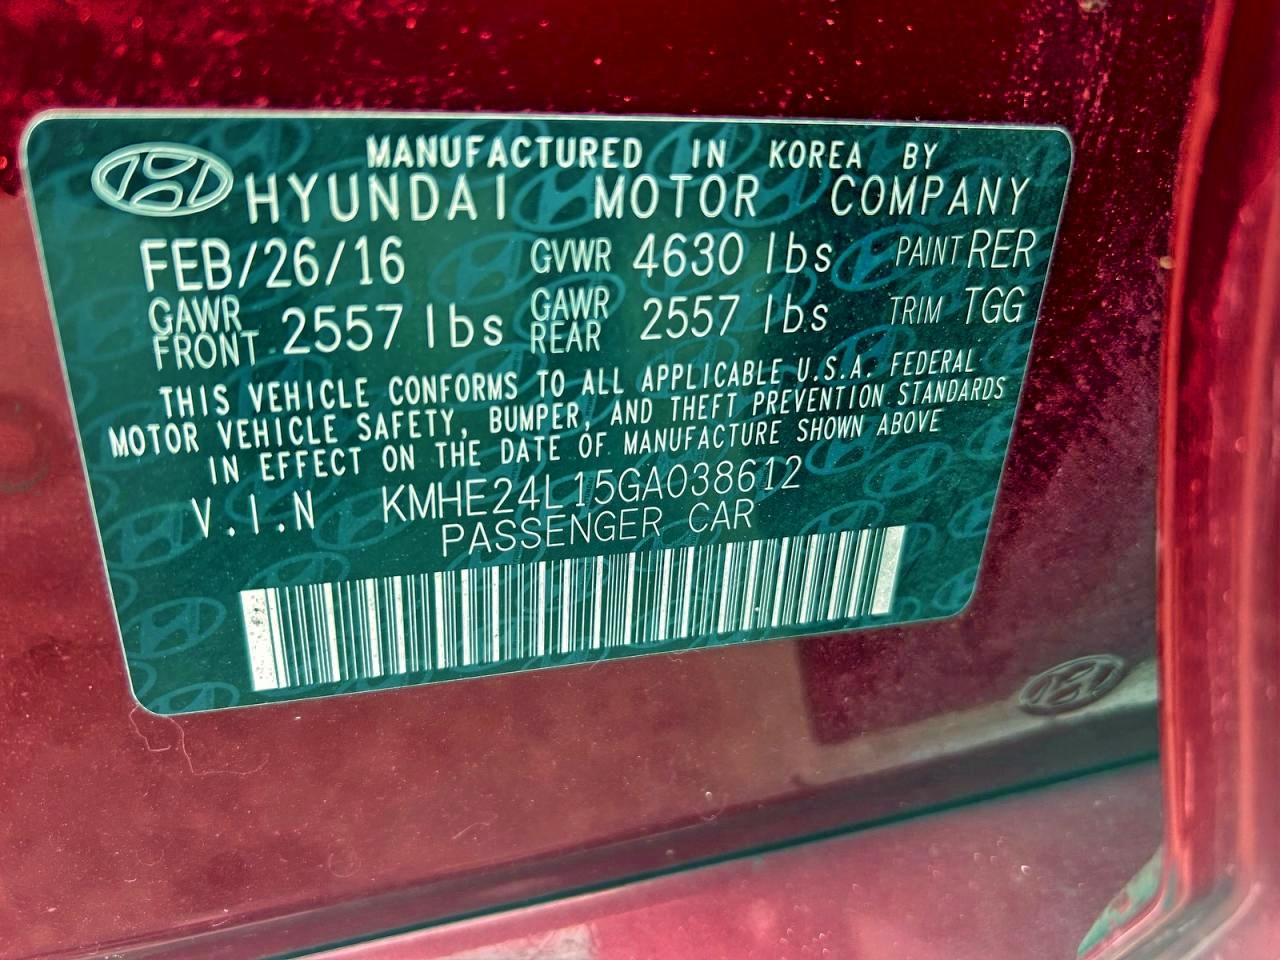 MANUFACTURED IN KOREA BY
HYUNDAI MOTOR COMPANY
FEB/26/16 GVWR 4630 lbs PAINT RER
GAWR FRONT 2557 lbs GAWR REAR 2557 lbs TRIM TGG
THIS VEHICLE CONFORMS TO ALL APPLICABLE U.S.A. FEDERAL
MOTOR VEHICLE SAFETY, BUMPER, AND THEFT PREVENTION STANDARDS
IN EFFECT ON THE DATE OF MANUFACTURE SHOWN ABOVE
V.I.N KMHE24L15GA038612
PASSENGER CAR